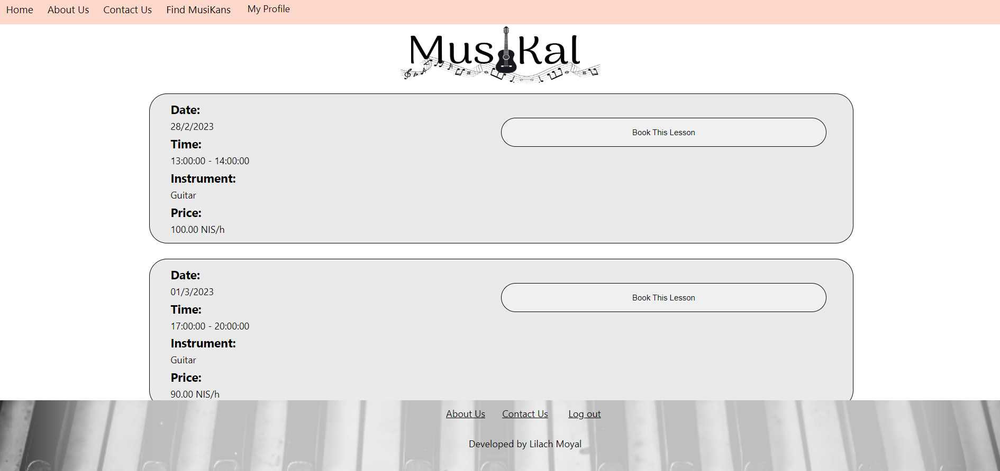 Home About Us Contact Us Find MusiKans My Profile
MusiKal
Date:
28/2/2023
Book This Lesson
Time:
13:00:00 - 14:00:00
Instrument:
Guitar
Price:
100.00 NIS/h
Date:
01/3/2023
Book This Lesson
Time:
17:00:00 - 20:00:00
Instrument:
Guitar
Price:
90.00 NIS/h
About Us Contact Us Log out
Developed by Lilach Moyal